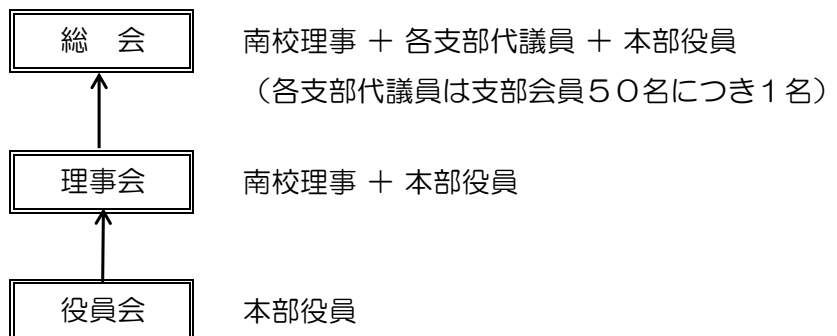 総　会　南校理事 ＋ 各支部代議員 ＋ 本部役員
（各支部代議員は支部会員５０名につき１名）
理事会　南校理事 ＋ 本部役員
役員会　本部役員